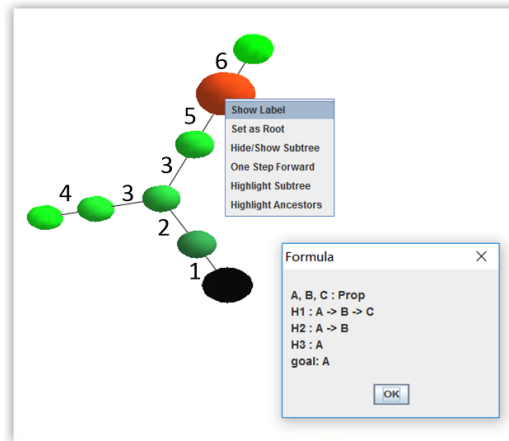 6
Show Label
5
Set as Root
Hide/Show Subtree
3
One Step Forward
4
3
Highlight Subtree
Highlight Ancestors
2
Formula
1
A, B, C : Prop
H1 : A -> B -> C
H2 : A -> B
H3 : A
goal: A
OK